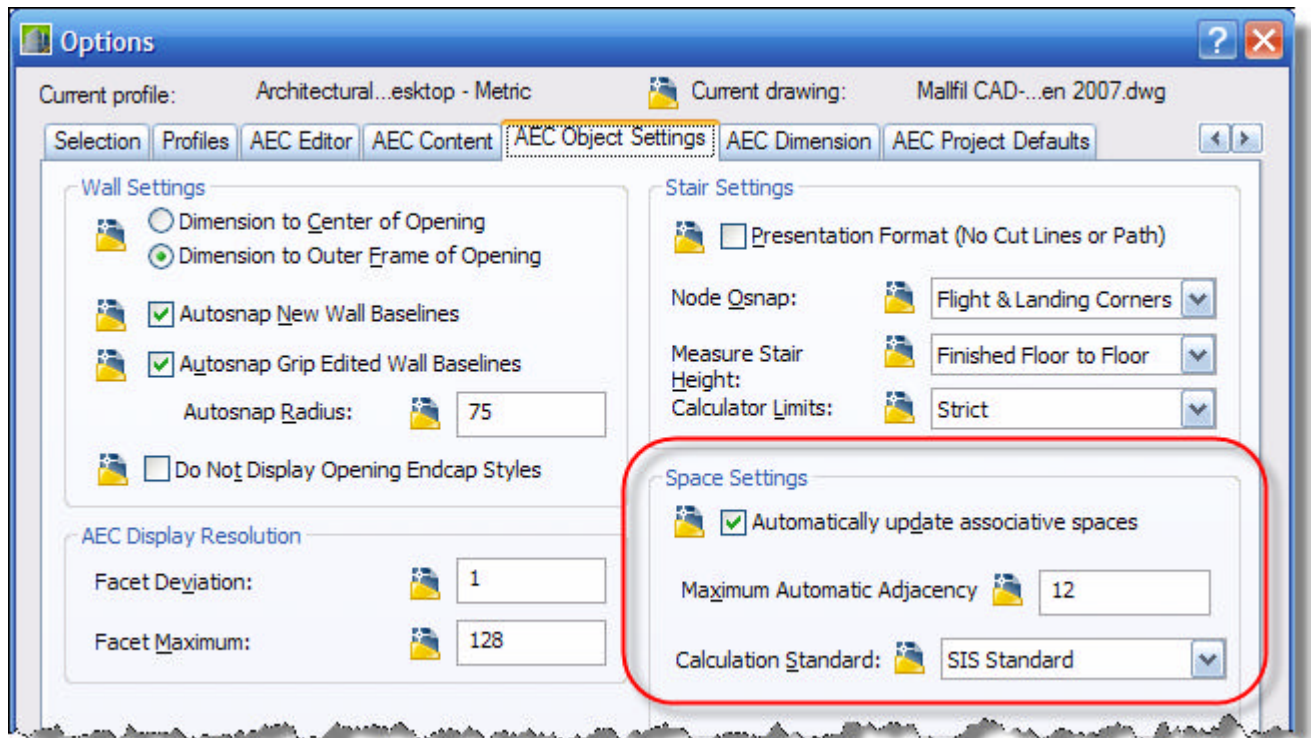 Options
Current profile: Architectural...esktop - Metric Current drawing: Mallfil CAD-...en 2007.dwg
Selection Profiles AEC Editor AEC Content AEC Object Settings AEC Dimension AEC Project Defaults
Wall Settings
Dimension to Center of Opening
Dimension to Outer Frame of Opening
Autosnap New Wall Baselines
Autosnap Grip Edited Wall Baselines
Autosnap Radius: 75
Do Not Display Opening Endcap Styles
AEC Display Resolution
Facet Deviation: 1
Facet Maximum: 128
Stair Settings
Presentation Format (No Cut Lines or Path)
Node Osnap: Flight & Landing Corners
Measure Stair Finished Floor to Floor
Height:
Calculator Limits: Strict
Space Settings
Automatically update associative spaces
Maximum Automatic Adjacency 12
Calculation Standard: SIS Standard